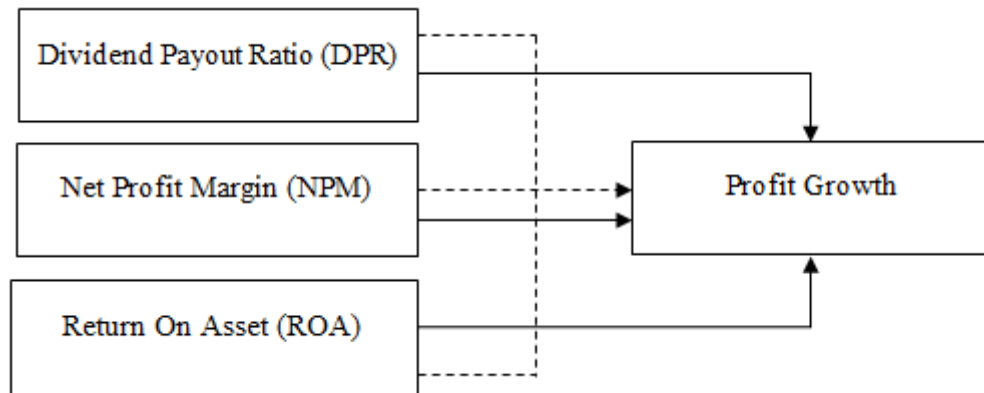 Dividend Payout Ratio (DPR)
Net Profit Margin (NPM)
Profit Growth
Return On Asset (ROA)